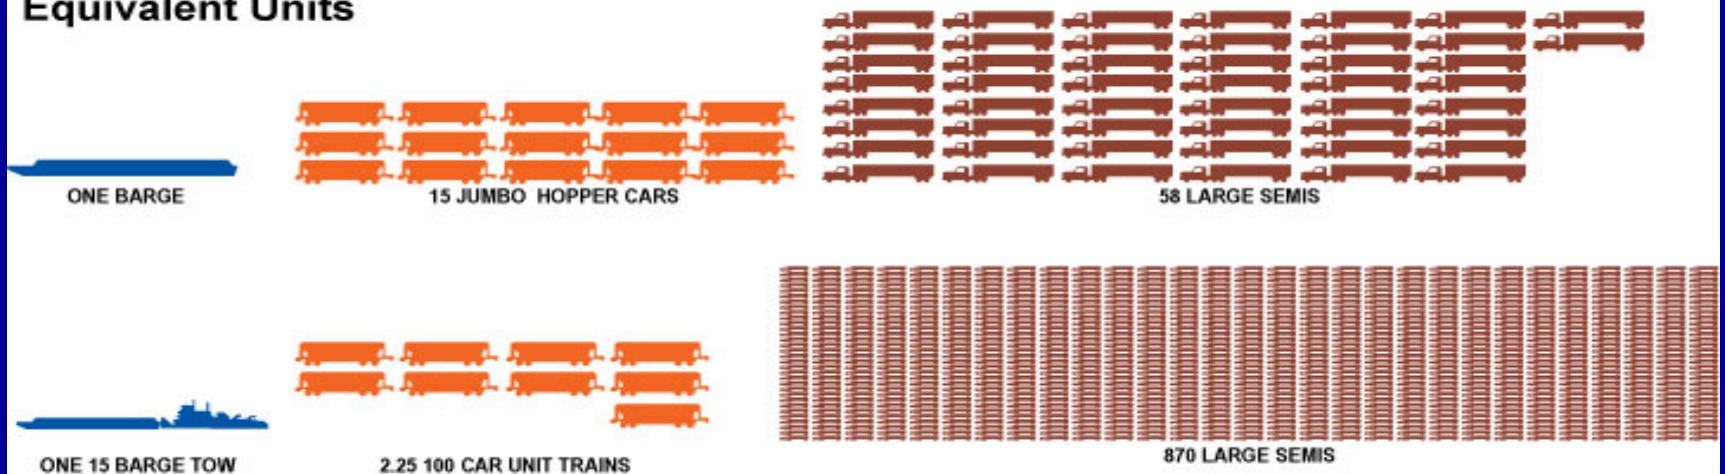 Equivalent Units
ONE BARGE
15 JUMBO HOPPER CARS
58 LARGE SEMIS
ONE 15 BARGE TOW
2.25 100 CAR UNIT TRAINS
870 LARGE SEMIS